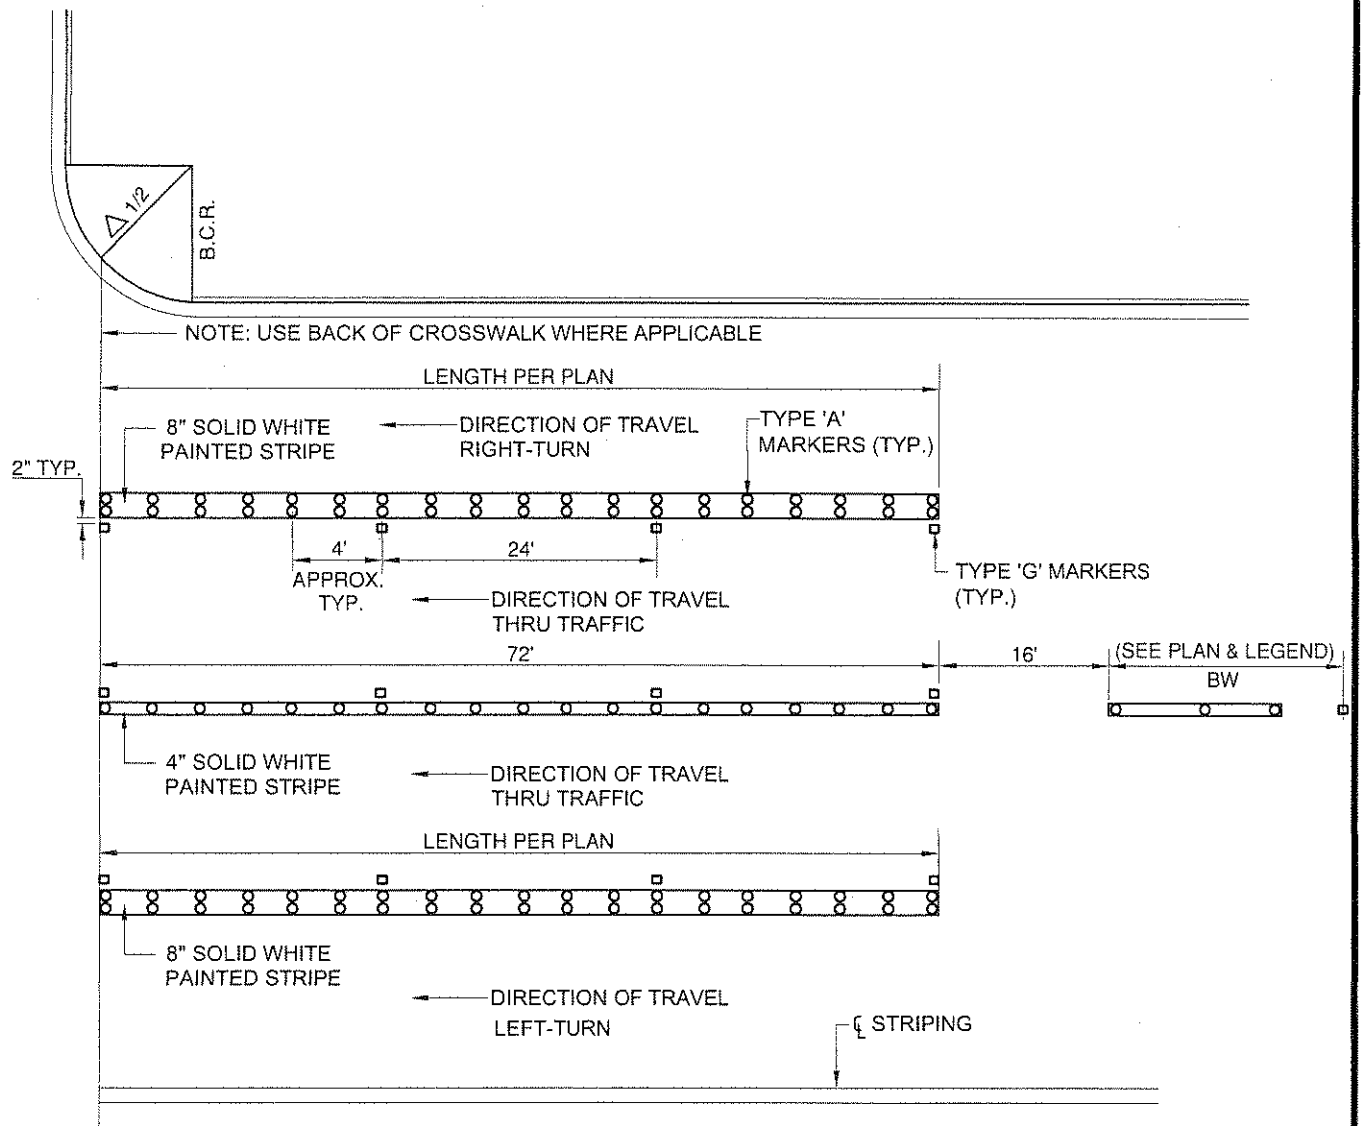 △ 1/2
B.C.R.
NOTE: USE BACK OF CROSSWALK WHERE APPLICABLE
LENGTH PER PLAN
8" SOLID WHITE
PAINTED STRIPE
DIRECTION OF TRAVEL
RIGHT-TURN
TYPE 'A'
MARKERS (TYP.)
2" TYP.
4'
APPROX.
TYP.
24'
TYPE 'G' MARKERS
(TYP.)
DIRECTION OF TRAVEL
THRU TRAFFIC
72'
16'
(SEE PLAN & LEGEND)
BW
4" SOLID WHITE
PAINTED STRIPE
DIRECTION OF TRAVEL
THRU TRAFFIC
LENGTH PER PLAN
8" SOLID WHITE
PAINTED STRIPE
DIRECTION OF TRAVEL
LEFT-TURN
℄ STRIPING